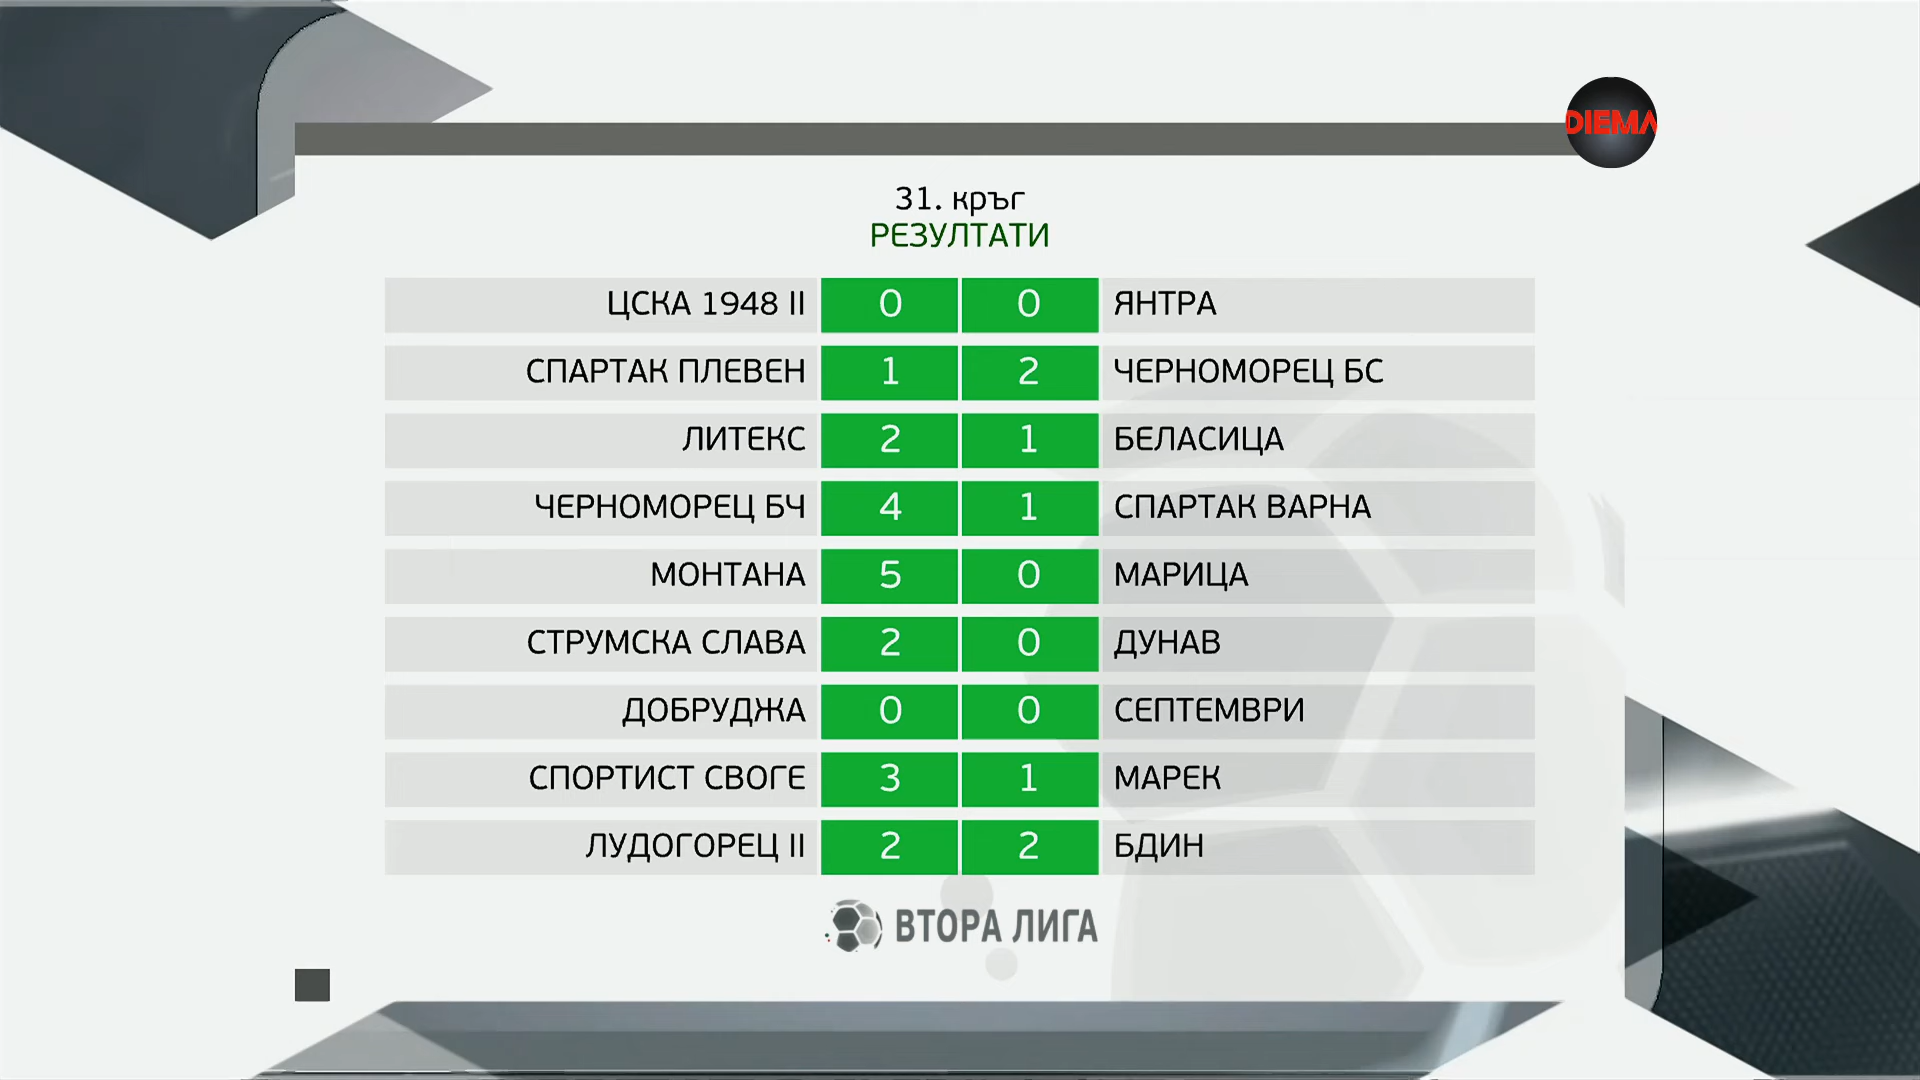 DIEMA
31. кръг
РЕЗУЛТАТИ
ЦСКА 1948 II 0 0 ЯНТРА
СПАРТАК ПЛЕВЕН 1 2 ЧЕРНОМОРЕЦ БС
ЛИТЕКС 2 1 БЕЛАСИЦА
ЧЕРНОМОРЕЦ БЧ 4 1 СПАРТАК ВАРНА
МОНТАНА 5 0 МАРИЦА
СТРУМСКА СЛАВА 2 0 ДУНАВ
ДОБРУДЖА 0 0 СЕПТЕМВРИ
СПОРТИСТ СВОГЕ 3 1 МАРЕК
ЛУДОГОРЕЦ II 2 2 БДИН
ВТОРА ЛИГА